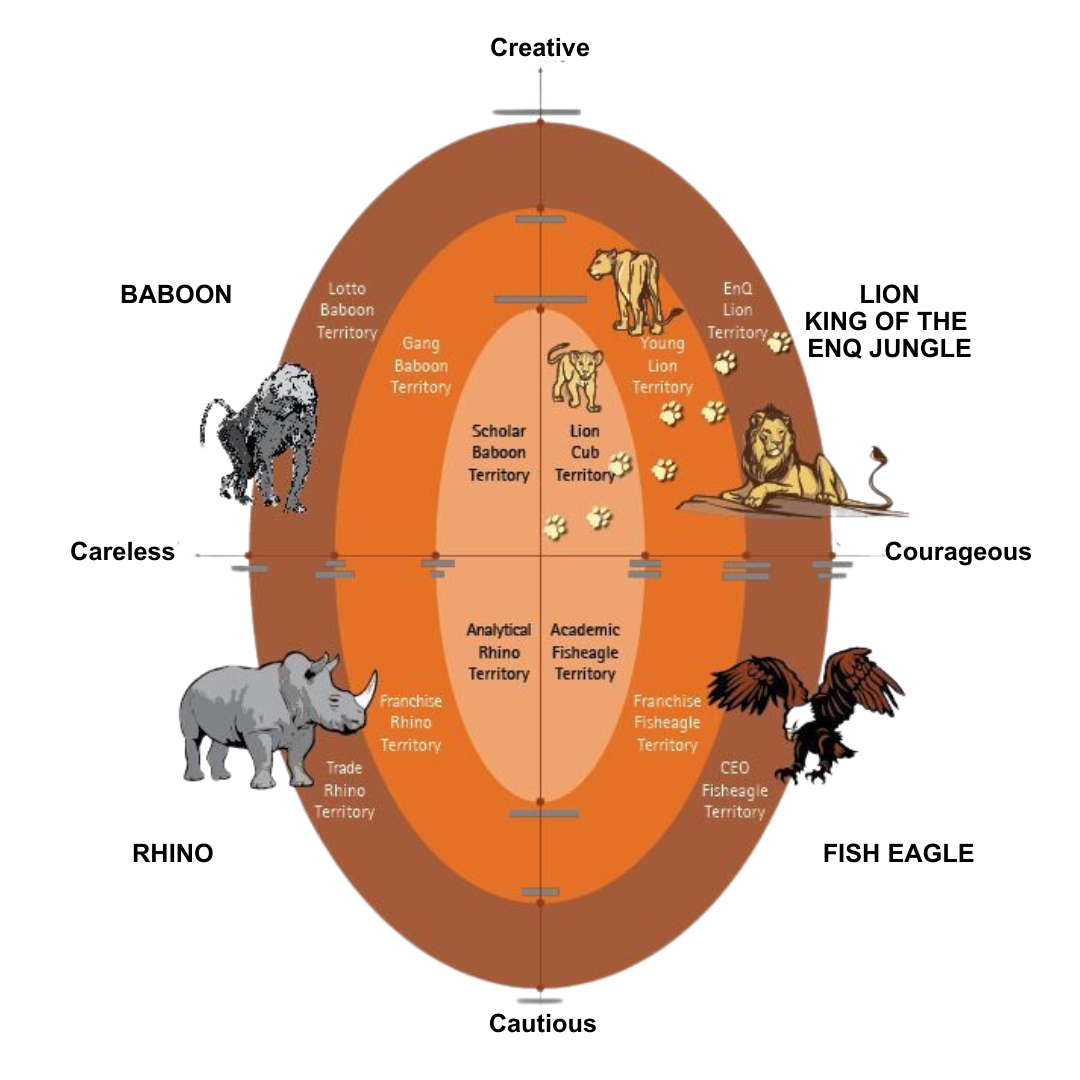 Creative
BABOON
LION
KING OF THE
ENQ JUNGLE
Lotto
Baboon
Territory
Gang
Baboon
Territory
EnQ
Lion
Territory
Young
Lion
Territory
Scholar
Baboon
Territory
Lion
Cub
Territory
Careless
Courageous
Analytical
Rhino
Territory
Academic
Fisheagle
Territory
Franchise
Rhino
Territory
Franchise
Fisheagle
Territory
Trade
Rhino
Territory
CEO
Fisheagle
Territory
RHINO
FISH EAGLE
Cautious